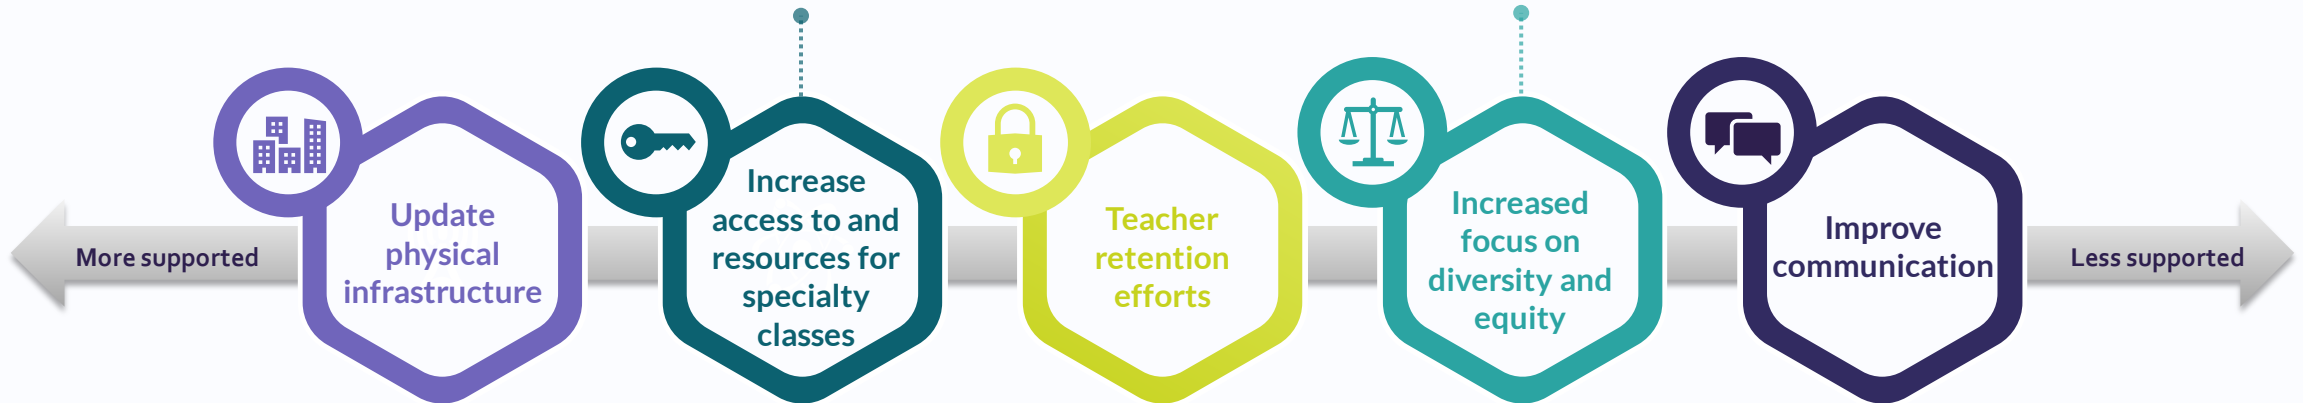 More supported
Update
physical
infrastructure
Increase
access to and
resources for
specialty
classes
Teacher
retention
efforts
Increased
focus on
diversity and
equity
Improve
communication
Less supported